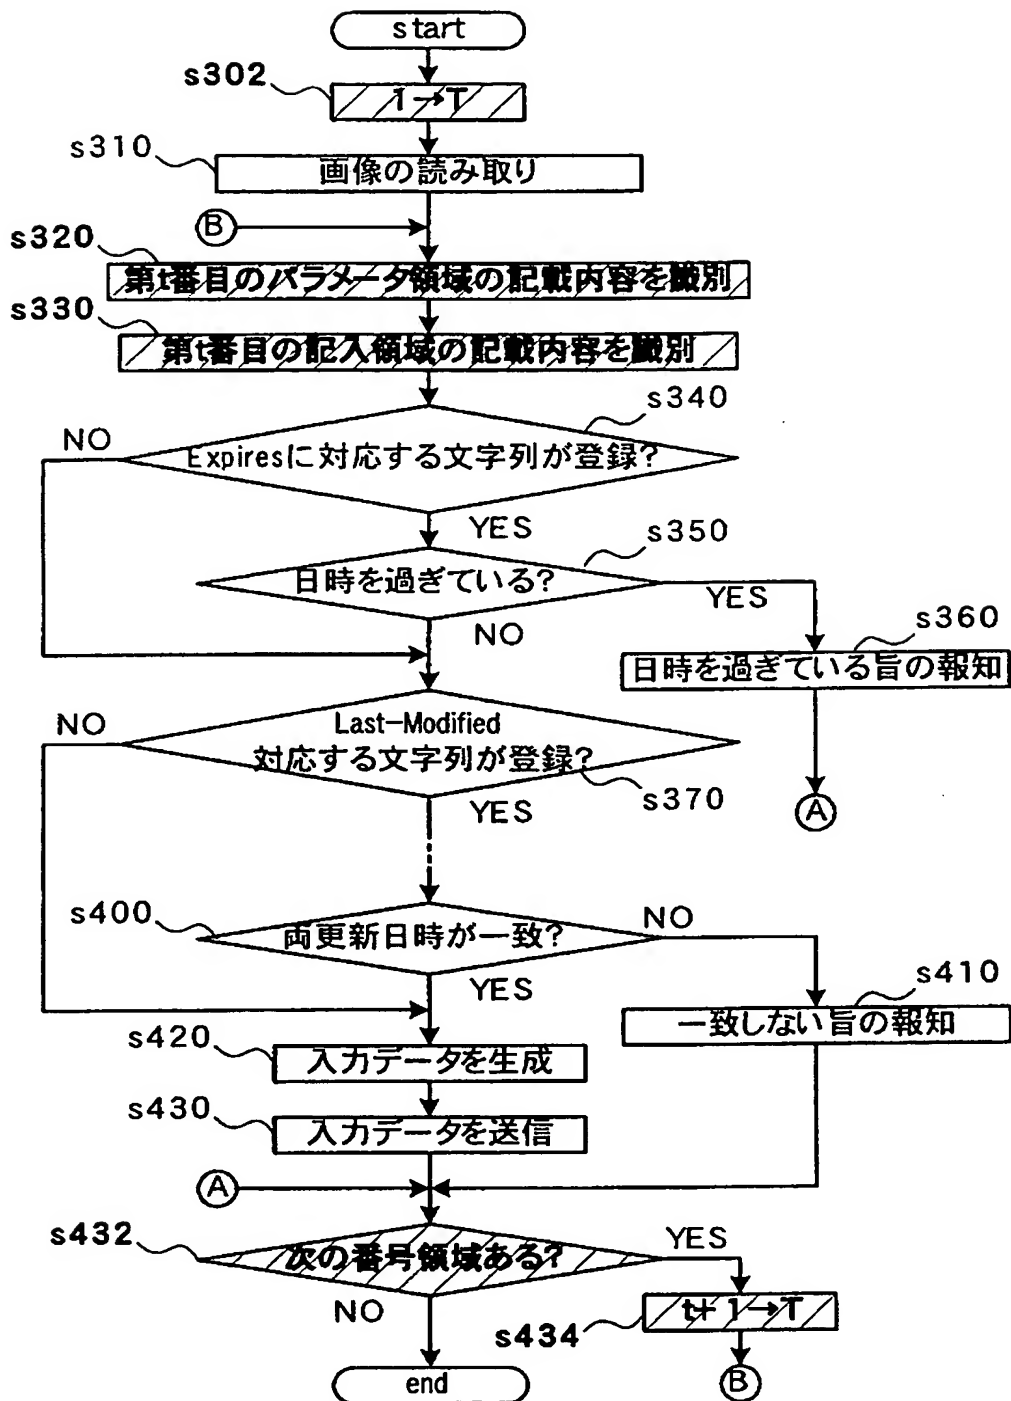 start
s302
1→T
s310
画像の読み取り
B
s320
第t番目のパラメータ領域の記載内容を識別
s330
第t番目の記入領域の記載内容を識別
s340
NO
Expiresに対応する文字列が登録?
YES
s350
日時を過ぎている?
YES
NO
s360
日時を過ぎている旨の報知
NO
Last-Modified
対応する文字列が登録?
s370
YES
A
s400
両更新日時が一致?
NO
YES
s410
一致しない旨の報知
s420
入力データを生成
s430
入力データを送信
A
s432
次の番号領域ある?
YES
NO
s434
t+1→T
end
B